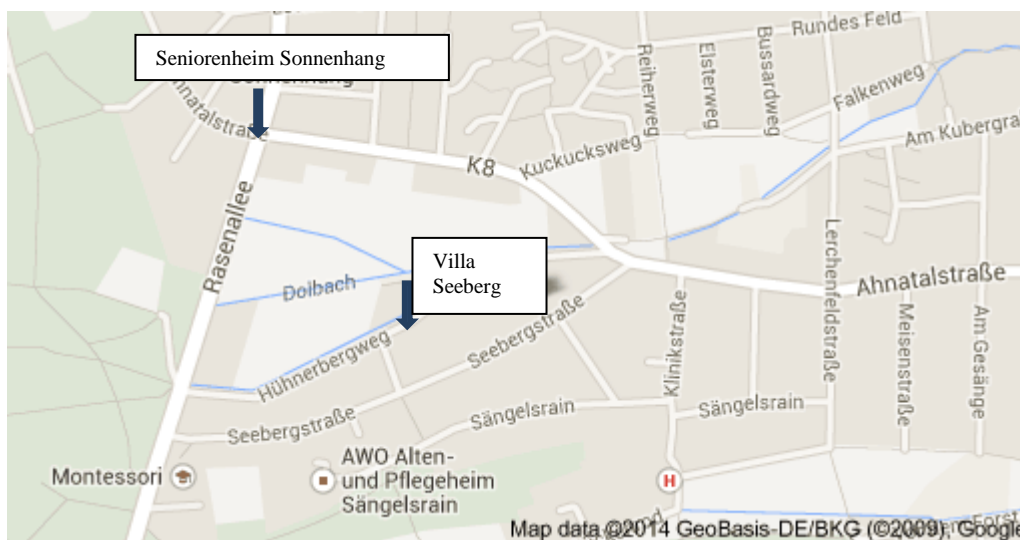 Rundes Feld
Seniorenheim Sonnenhang
Reiherweg
Elsterweg
Bussardweg
Falkenweg
Am Kubergra
K8
Kuckucksweg
Rasenallee
Villa
Seeberg
Dolbach
Lerchenfeldstraße
Ahnatalstraße
Hühnerbergweg
Seebergstraße
Klinikstraße
Meisenstraße
Am Gesänge
Seebergstraße
Sängelsrain
Sängelsrain
Montessori
AWO Alten-
und Pflegeheim
Sängelsrain
H
Map data ©2014 GeoBasis-DE/BKG (©2009), Google